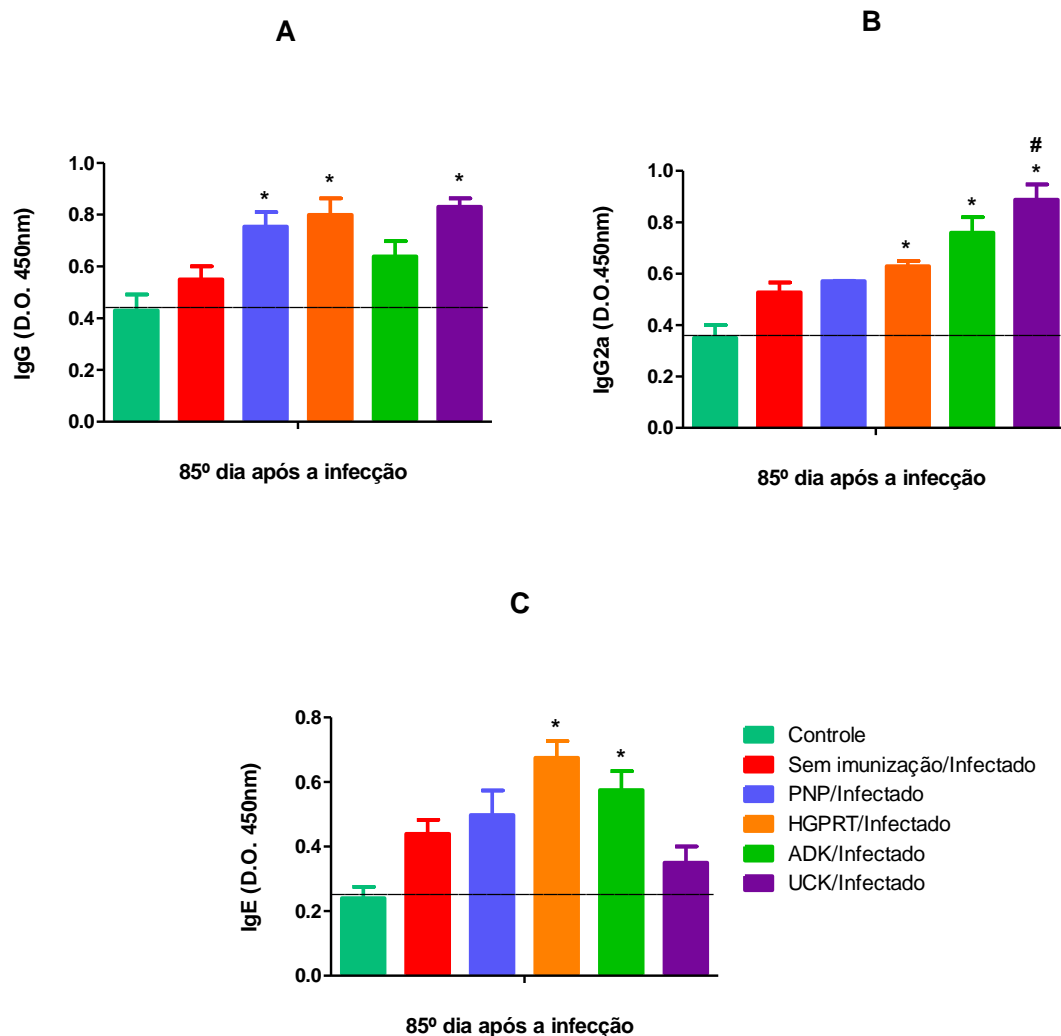 A
IgG (D.O. 450nm)
1.0
0.8
0.6
0.4
0.2
0.0
* * *
85º dia após a infecção
B
IgG2a (D.O.450nm)
1.0
0.8
0.6
0.4
0.2
0.0
#
* * *
85º dia após a infecção
C
IgE (D.O. 450nm)
0.8
0.6
0.4
0.2
0.0
* *
85º dia após a infecção
Controle
Sem imunização/Infectado
PNP/Infectado
HGPRT/Infectado
ADK/Infectado
UCK/Infectado